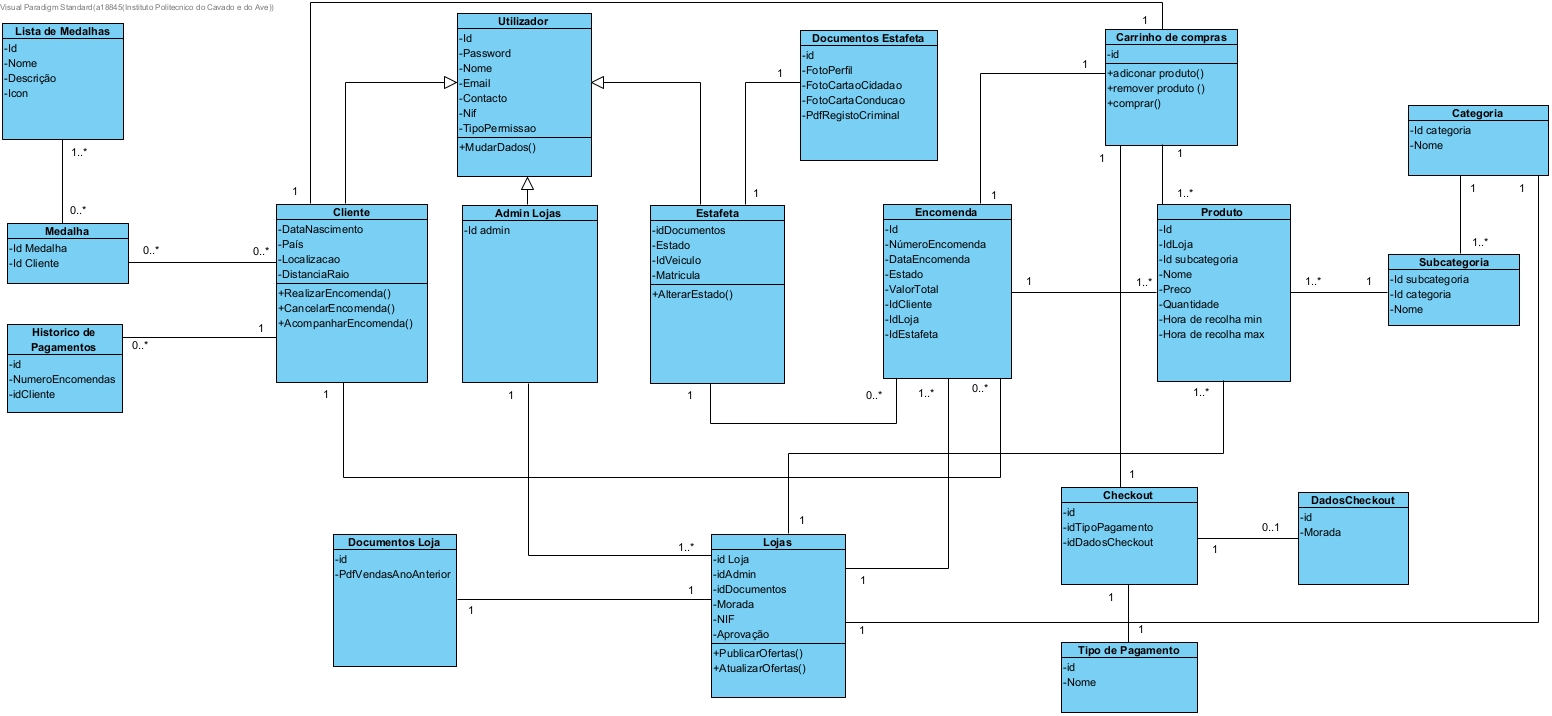 Visual Paradigm Standard(a18845(Instituto Politecnico do Cavado e do Ave))
Lista de Medalhas
-Id
-Nome
-Descrição
-Icon
1..*
0..*
Medalha
-Id Medalha
-Id Cliente
0..*
0..*
Historico de
Pagamentos
-id
-NumeroEncomendas
-idCliente
0..*
1
Utilizador
-Id
-Password
-Nome
-Email
-Contacto
-Nif
-TipoPermissao
+MudarDados()
1
Cliente
-DataNascimento
-País
-Localizacao
-DistanciaRaio
+RealizarEncomenda()
+CancelarEncomenda()
+AcompanharEncomenda()
1
Admin Lojas
-Id admin
1
Documentos Estafeta
-id
-FotoPerfil
-FotoCartaoCidadao
-FotoCartaConducao
-PdfRegistoCriminal
1
1
Estafeta
-idDocumentos
-Estado
-IdVeiculo
-Matricula
+AlterarEstado()
1
Carrinho de compras
-id
+adiconar produto()
+remover produto ()
+comprar()
1
1
1
1
1
Encomenda
-Id
-NúmeroEncomenda
-DataEncomenda
-Estado
-ValorTotal
-IdCliente
-IdLoja
-IdEstafeta
0..*
1..*
0..*
1
1..*
1..*
Produto
-Id
-IdLoja
-Id subcategoria
-Nome
-Preco
-Quantidade
-Hora de recolha min
-Hora de recolha max
1..*
1..*
1
Categoria
-Id categoria
-Nome
1
1
1..*
Subcategoria
-Id subcategoria
-Id categoria
-Nome
Documentos Loja
-id
-PdfVendasAnoAnterior
1
1
1..*
1
Lojas
-id Loja
-idAdmin
-idDocumentos
-Morada
-NIF
-Aprovação
+PublicarOfertas()
+AtualizarOfertas()
1
1
1
Checkout
-id
-idTipoPagamento
-idDadosCheckout
1
0..1
DadosCheckout
-id
-Morada
1
1
Tipo de Pagamento
-id
-Nome